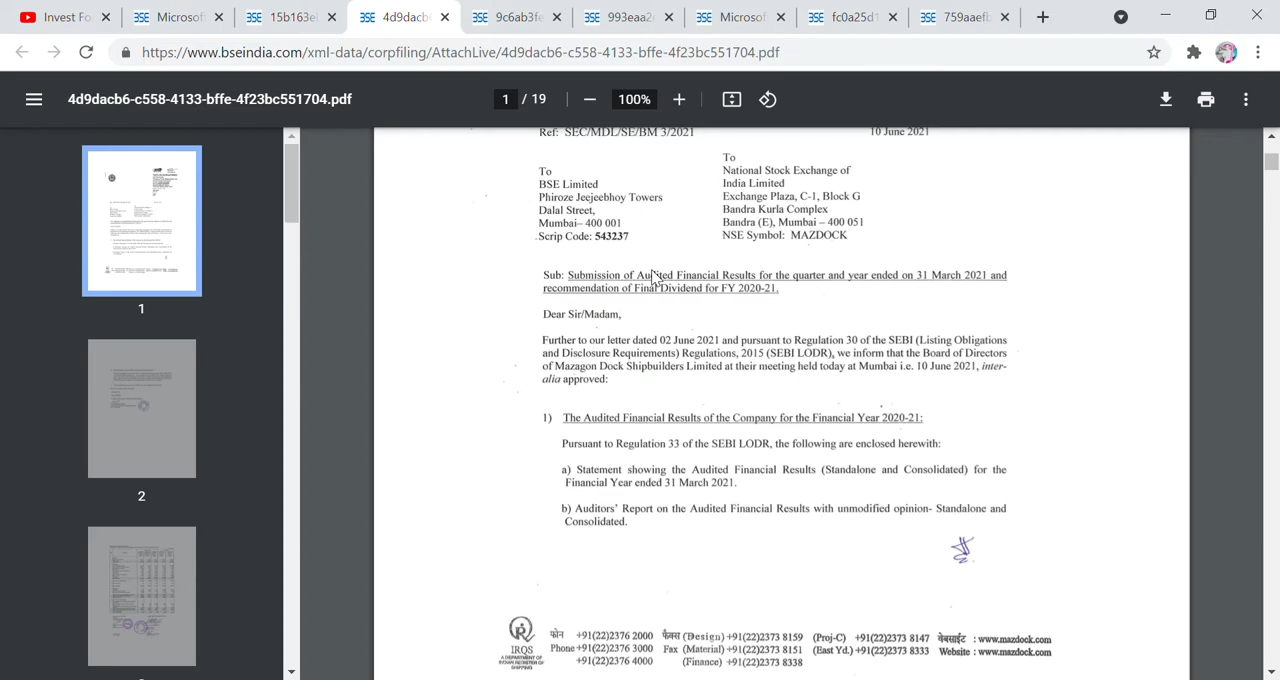 Invest Fo
Microsof
15b163e
4d9dacb
9c6ab3fe
993eaa2
Microsof
fc0a25d1
759aaefb
https://www.bseindia.com/xml-data/corpfiling/AttachLive/4d9dacb6-c558-4133-bffe-4f23bc551704.pdf
4d9dacb6-c558-4133-bffe-4f23bc551704.pdf
1 / 19
100%
Ref: SEC/MDL/SE/BM 3/2021
10 June 2021
To
BSE Limited
Phiroze Jeejeebhoy Towers
Dalal Street,
Mumbai– 400 001
Scrip Code: 543237
To
National Stock Exchange of
India Limited
Exchange Plaza, C-1, Block G
Bandra Kurla Complex
Bandra (E), Mumbai – 400 051
NSE Symbol: MAZDOCK
Sub: Submission of Audited Financial Results for the quarter and year ended on 31 March 2021 and
recommendation of Final Dividend for FY 2020-21.
Dear Sir/Madam,
Further to our letter dated 02 June 2021 and pursuant to Regulation 30 of the SEBI (Listing Obligations
and Disclosure Requirements) Regulations, 2015 (SEBI LODR), we inform that the Board of Directors
of Mazagon Dock Shipbuilders Limited at their meeting held today at Mumbai i.e. 10 June 2021, inter-
alia approved:
1) The Audited Financial Results of the Company for the Financial Year 2020-21:
Pursuant to Regulation 33 of the SEBI LODR, the following are enclosed herewith:
a) Statement showing the Audited Financial Results (Standalone and Consolidated) for the
Financial Year ended 31 March 2021.
b) Auditors' Report on the Audited Financial Results with unmodified opinion- Standalone and
Consolidated.
IRQS
A DEPARTMENT OF
INDIAN REGISTER OF
SHIPPING
फोन +91(22)2376 2000 फैक्स (Design) +91(22)2373 8159 (Proj-C) +91(22)2373 8147 वेबसाईट : www.mazdock.com
Phone +91(22)2376 3000 Fax (Material) +91(22)2373 8151 (East Yd.) +91(22)2373 8333 Website : www.mazdock.com
+91(22)2376 4000 (Finance) +91(22)2373 8338
1
2